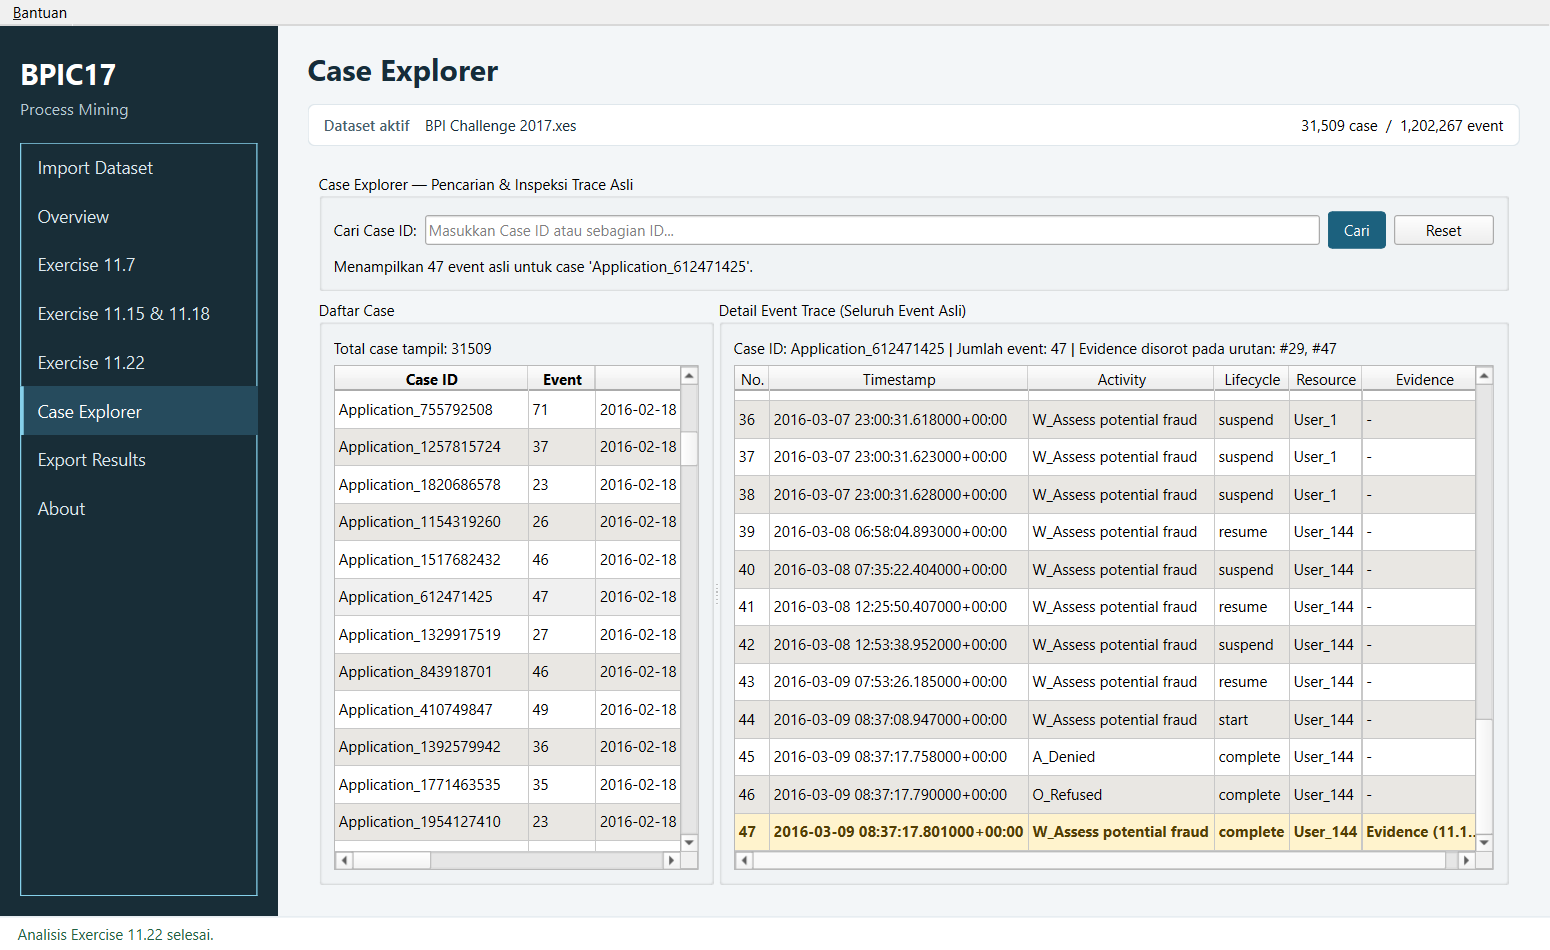 Bantuan
BPIC17
Process Mining
Import Dataset
Overview
Exercise 11.7
Exercise 11.15 & 11.18
Exercise 11.22
Case Explorer
Export Results
About
Case Explorer
Dataset aktif BPI Challenge 2017.xes 31,509 case / 1,202,267 event
Case Explorer — Pencarian & Inspeksi Trace Asli
Cari Case ID: Masukkan Case ID atau sebagian ID... Cari Reset
Menampilkan 47 event asli untuk case 'Application_612471425'.
Daftar Case
Total case tampil: 31509
Case ID Event
Application_755792508 71 2016-02-18
Application_1257815724 37 2016-02-18
Application_1820686578 23 2016-02-18
Application_1154319260 26 2016-02-18
Application_1517682432 46 2016-02-18
Application_612471425 47 2016-02-18
Application_1329917519 27 2016-02-18
Application_843918701 46 2016-02-18
Application_410749847 49 2016-02-18
Application_1392579942 36 2016-02-18
Application_1771463535 35 2016-02-18
Application_1954127410 23 2016-02-18
Detail Event Trace (Seluruh Event Asli)
Case ID: Application_612471425 | Jumlah event: 47 | Evidence disorot pada urutan: #29, #47
No. Timestamp Activity Lifecycle Resource Evidence
36 2016-03-07 23:00:31.618000+00:00 W_Assess potential fraud suspend User_1 -
37 2016-03-07 23:00:31.623000+00:00 W_Assess potential fraud suspend User_1 -
38 2016-03-07 23:00:31.628000+00:00 W_Assess potential fraud suspend User_1 -
39 2016-03-08 06:58:04.893000+00:00 W_Assess potential fraud resume User_144 -
40 2016-03-08 07:35:22.404000+00:00 W_Assess potential fraud suspend User_144 -
41 2016-03-08 12:25:50.407000+00:00 W_Assess potential fraud resume User_144 -
42 2016-03-08 12:53:38.952000+00:00 W_Assess potential fraud suspend User_144 -
43 2016-03-09 07:53:26.185000+00:00 W_Assess potential fraud resume User_144 -
44 2016-03-09 08:37:08.947000+00:00 W_Assess potential fraud start User_144 -
45 2016-03-09 08:37:17.758000+00:00 A_Denied complete User_144 -
46 2016-03-09 08:37:17.790000+00:00 O_Refused complete User_144 -
47 2016-03-09 08:37:17.801000+00:00 W_Assess potential fraud complete User_144 Evidence (11.1...
Analisis Exercise 11.22 selesai.